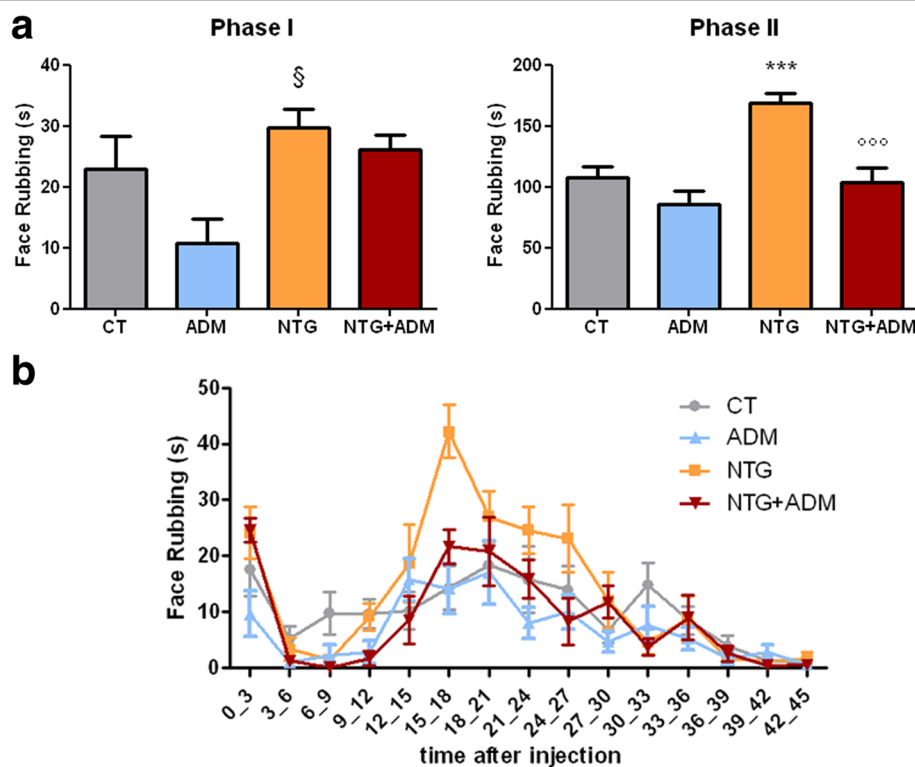 a
Phase I
Phase II
Face Rubbing (s)
40
30
20
10
0
§
CT ADM NTG NTG+ADM
Face Rubbing (s)
200
150
100
50
0
***
°°°
CT ADM NTG NTG+ADM
b
Face Rubbing (s)
50
40
30
20
10
0
CT
ADM
NTG
NTG+ADM
0_3 3_6 6_9 9_12 12_15 15_18 18_21 21_24 24_27 27_30 30_33 33_36 36_39 39_42 42_45
time after injection